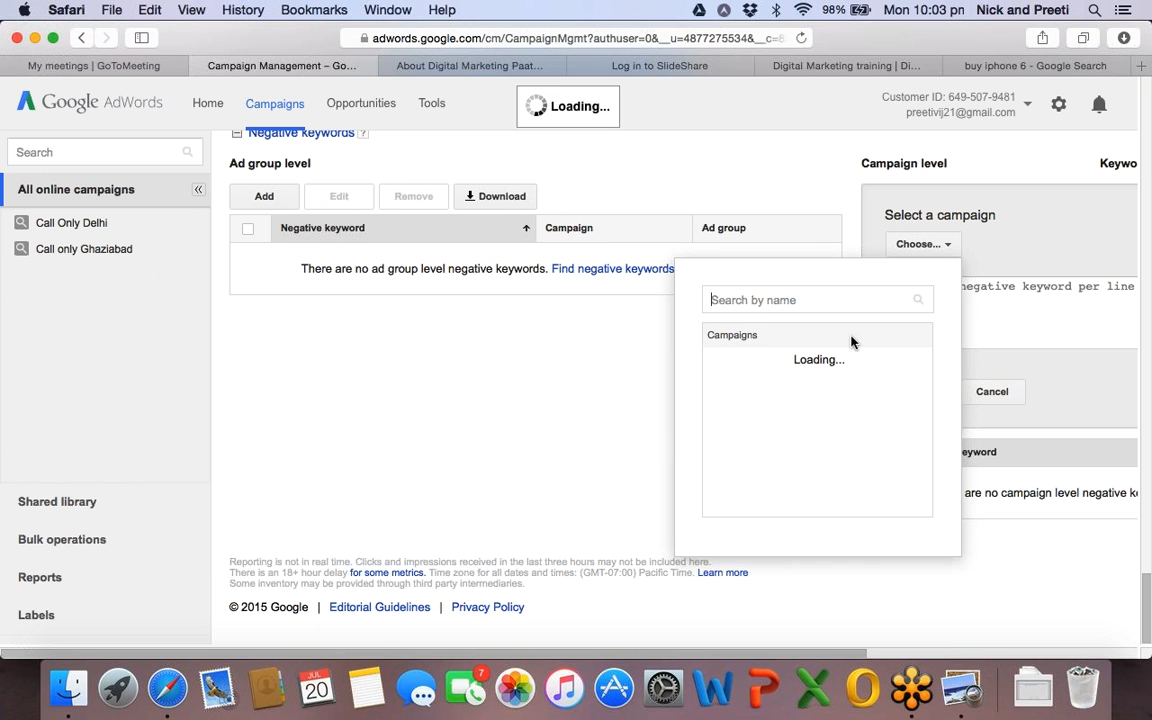 Safari File Edit View History Bookmarks Window Help 98% Mon 10:03 pn Nick and Preeti
adwords.google.com/cm/CampaignMgmt?authuser=0&__u=4877275534&__c=8
My meetings | GoToMeeting Campaign Management – Go... About Digital Marketing Paat... Log in to SlideShare Digital Marketing training | Di... buy iphone 6 - Google Search
Google AdWords Home Campaigns Opportunities Tools Loading... Customer ID: 649-507-9481
preetivij21@gmail.com
Negative keywords ?
Search
Ad group level Campaign level Keywo
All online campaigns
Add Edit Remove Download
Select a campaign
Call Only Delhi
Negative keyword Campaign Ad group
Choose...
Call only Ghaziabad
There are no ad group level negative keywords. Find negative keywords
negative keyword per line
Search by name
Campaigns
Loading...
Cancel
eyword
are no campaign level negative k
Shared library
Bulk operations
Reports
Labels
Reporting is not in real time. Clicks and impressions received in the last three hours may not be included here.
There is an 18+ hour delay for some metrics. Time zone for all dates and times: (GMT-07:00) Pacific Time. Learn more
Some inventory may be provided through third party intermediaries.
© 2015 Google | Editorial Guidelines | Privacy Policy
JUL
20
7